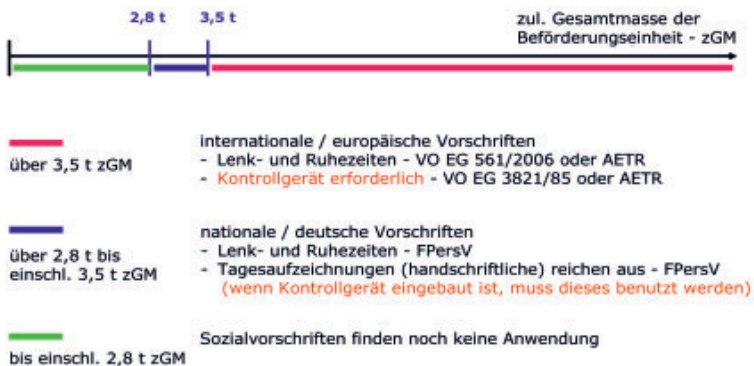 2,8 t 3,5 t zul. Gesamtmasse der
Beförderungseinheit - zGM
über 3,5 t zGM
internationale / europäische Vorschriften
- Lenk- und Ruhezeiten - VO EG 561/2006 oder AETR
- Kontrollgerät erforderlich - VO EG 3821/85 oder AETR
über 2,8 t bis
einschl. 3,5 t zGM
nationale / deutsche Vorschriften
- Lenk- und Ruhezeiten - FPersV
- Tagesaufzeichnungen (handschriftliche) reichen aus - FPersV
(wenn Kontrollgerät eingebaut ist, muss dieses benutzt werden)
bis einschl. 2,8 t zGM
Sozialvorschriften finden noch keine Anwendung